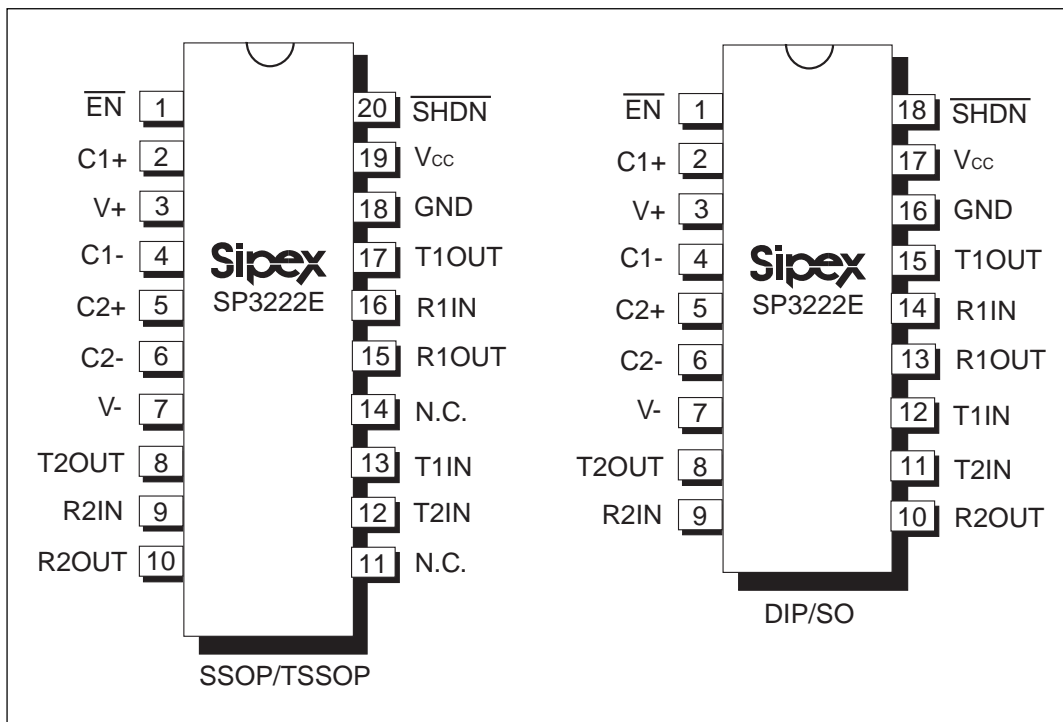 EN 1 20 SHDN
C1+ 2 19 Vcc
V+ 3 18 GND
C1- 4 17 T1OUT
C2+ 5 16 R1IN
C2- 6 15 R1OUT
V- 7 14 N.C.
T2OUT 8 13 T1IN
R2IN 9 12 T2IN
R2OUT 10 11 N.C.
Sipex
SP3222E
SSOP/TSSOP
EN 1 18 SHDN
C1+ 2 17 Vcc
V+ 3 16 GND
C1- 4 15 T1OUT
C2+ 5 14 R1IN
C2- 6 13 R1OUT
V- 7 12 T1IN
T2OUT 8 11 T2IN
R2IN 9 10 R2OUT
Sipex
SP3222E
DIP/SO